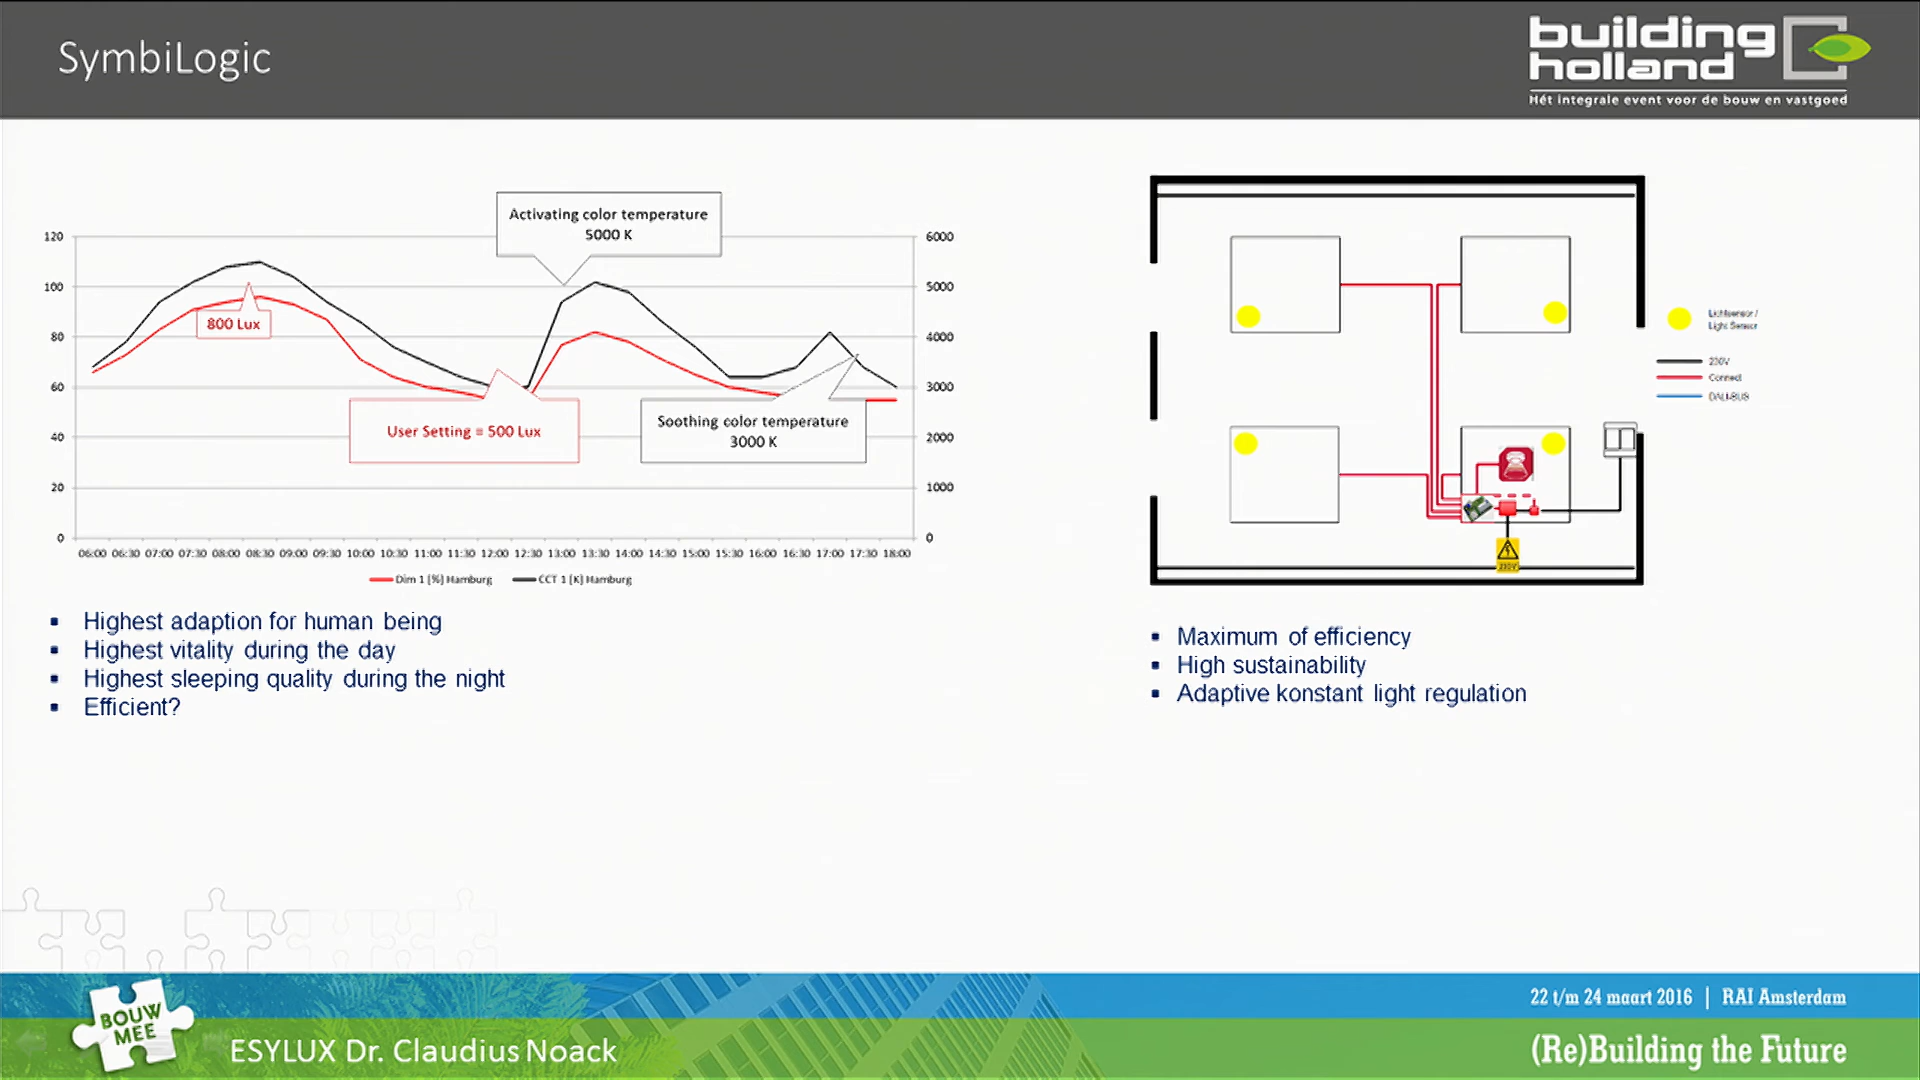 SymbiLogic
building
holland
Hét integrale event voor de bouw en vastgoed
Activating color temperature
5000 K
800 Lux
User Setting = 500 Lux
Soothing color temperature
3000 K
120
100
80
60
40
20
0
6000
5000
4000
3000
2000
1000
0
06:00 06:30 07:00 07:30 08:00 08:30 09:00 09:30 10:00 10:30 11:00 11:30 12:00 12:30 13:00 13:30 14:00 14:30 15:00 15:30 16:00 16:30 17:00 17:30 18:00
Dim 1 [%] Hamburg CCT 1 [K] Hamburg
Lichtsensor /
Light Sensor
230V
Connect
DALI-BUS
230V
▪ Highest adaption for human being
▪ Highest vitality during the day
▪ Highest sleeping quality during the night
▪ Efficient?
▪ Maximum of efficiency
▪ High sustainability
▪ Adaptive konstant light regulation
BOUW
MEE
ESYLUX Dr. Claudius Noack
22 t/m 24 maart 2016 | RAI Amsterdam
(Re)Building the Future